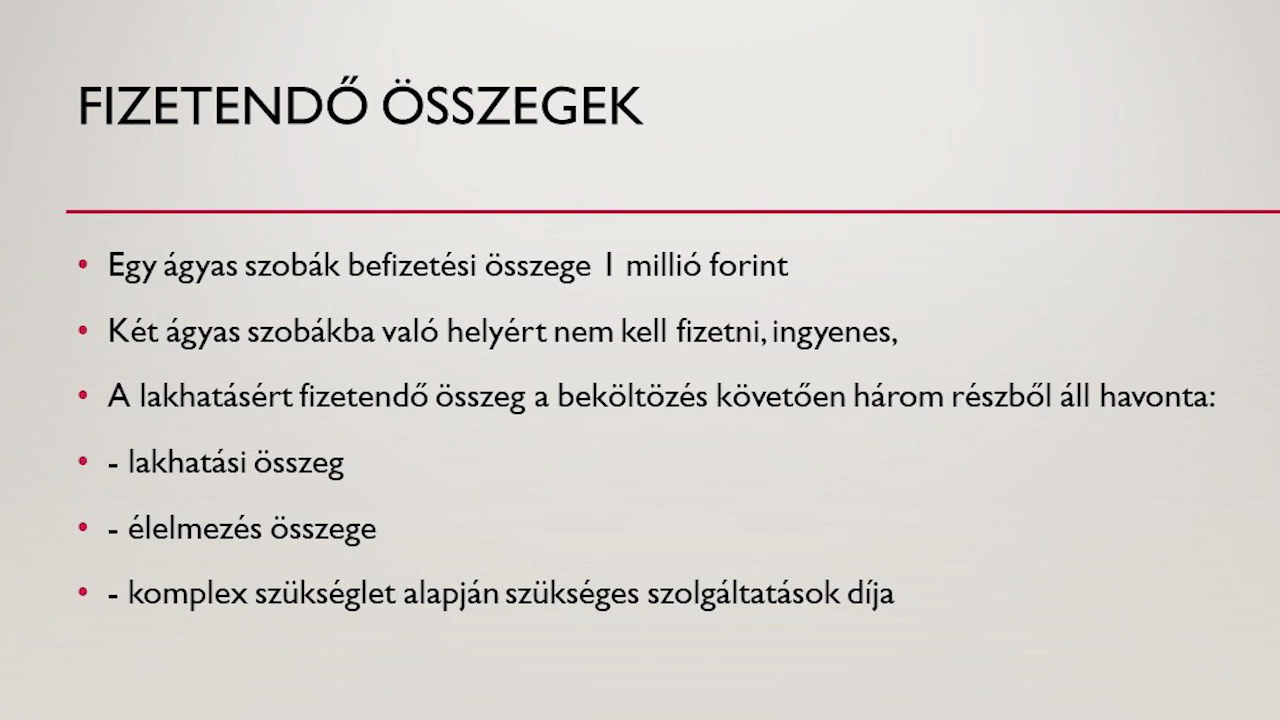 FIZETENDŐ ÖSSZEGEK
• Egy ágyas szobák befizetési összege 1 millió forint
• Két ágyas szobákba való helyért nem kell fizetni, ingyenes,
• A lakhatásért fizetendő összeg a beköltözés követően három részből áll havonta:
• - lakhatási összeg
• - élelmezés összege
• - komplex szükséglet alapján szükséges szolgáltatások díja